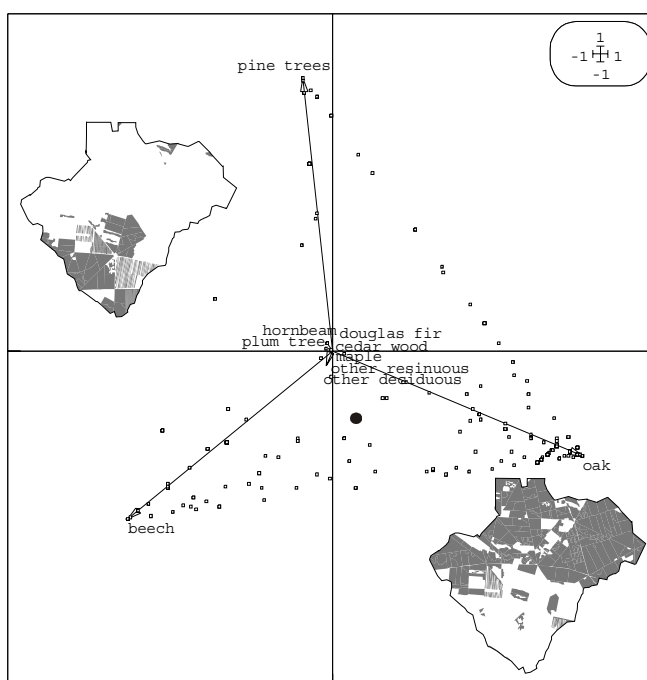 1
-1 1
-1
pine trees
hornbeam douglas fir
plum tree cedar wood
maple
other resinuous
other deciduous
oak
beech